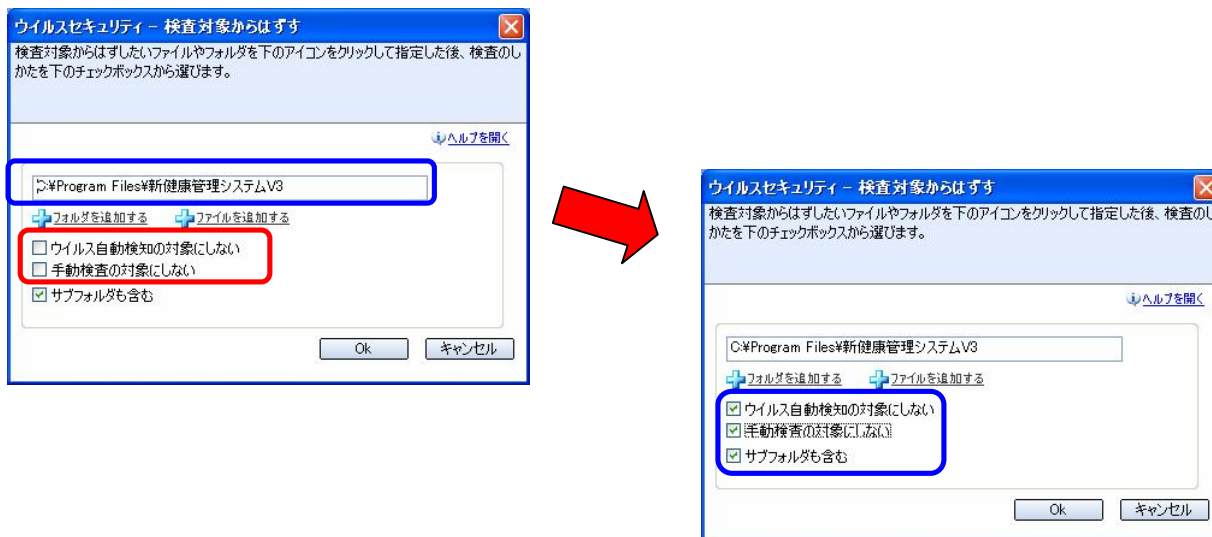 ウイルスセキュリティ － 検査対象からはずす
検査対象からはずしたいファイルやフォルダを下のアイコンをクリックして指定した後、検査のし
かたを下のチェックボックスから選びます。
ヘルプを開く
C:¥Program Files¥新健康管理システムV3
フォルダを追加する ファイルを追加する
ウイルス自動検知の対象にしない
手動検査の対象にしない
サブフォルダも含む
Ok キャンセル
ウイルスセキュリティ － 検査対象からはずす
検査対象からはずしたいファイルやフォルダを下のアイコンをクリックして指定した後、検査のし
かたを下のチェックボックスから選びます。
ヘルプを開く
C:¥Program Files¥新健康管理システムV3
フォルダを追加する ファイルを追加する
ウイルス自動検知の対象にしない
手動検査の対象にしない
サブフォルダも含む
Ok キャンセル